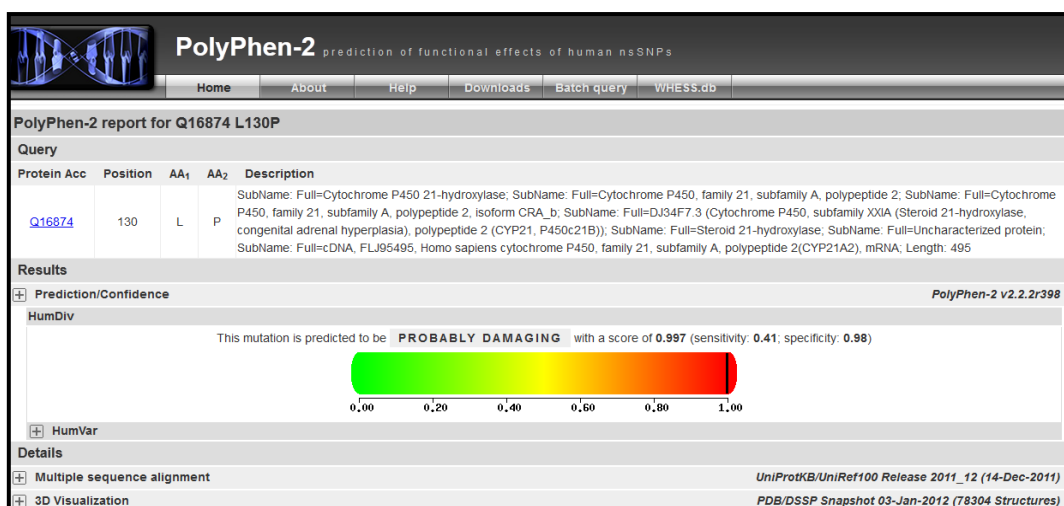 PolyPhen-2 prediction of functional effects of human nsSNPs
Home About Help Downloads Batch query WHESS.db
PolyPhen-2 report for Q16874 L130P
Query
Protein Acc Position AA₁ AA₂ Description
SubName: Full=Cytochrome P450 21-hydroxylase; SubName: Full=Cytochrome P450, family 21, subfamily A, polypeptide 2; SubName: Full=Cytochrome
Q16874 130 L P P450, family 21, subfamily A, polypeptide 2, isoform CRA_b; SubName: Full=DJ34F7.3 (Cytochrome P450, subfamily XXIA (Steroid 21-hydroxylase,
congenital adrenal hyperplasia), polypeptide 2 (CYP21, P450c21B)); SubName: Full=Steroid 21-hydroxylase; SubName: Full=Uncharacterized protein;
SubName: Full=cDNA, FLJ95495, Homo sapiens cytochrome P450, family 21, subfamily A, polypeptide 2(CYP21A2), mRNA; Length: 495
Results
Prediction/Confidence PolyPhen-2 v2.2.2r398
HumDiv
This mutation is predicted to be PROBABLY DAMAGING with a score of 0.997 (sensitivity: 0.41; specificity: 0.98)
0.00 0.20 0.40 0.60 0.80 1.00
HumVar
Details
Multiple sequence alignment UniProtKB/UniRef100 Release 2011_12 (14-Dec-2011)
3D Visualization PDB/DSSP Snapshot 03-Jan-2012 (78304 Structures)